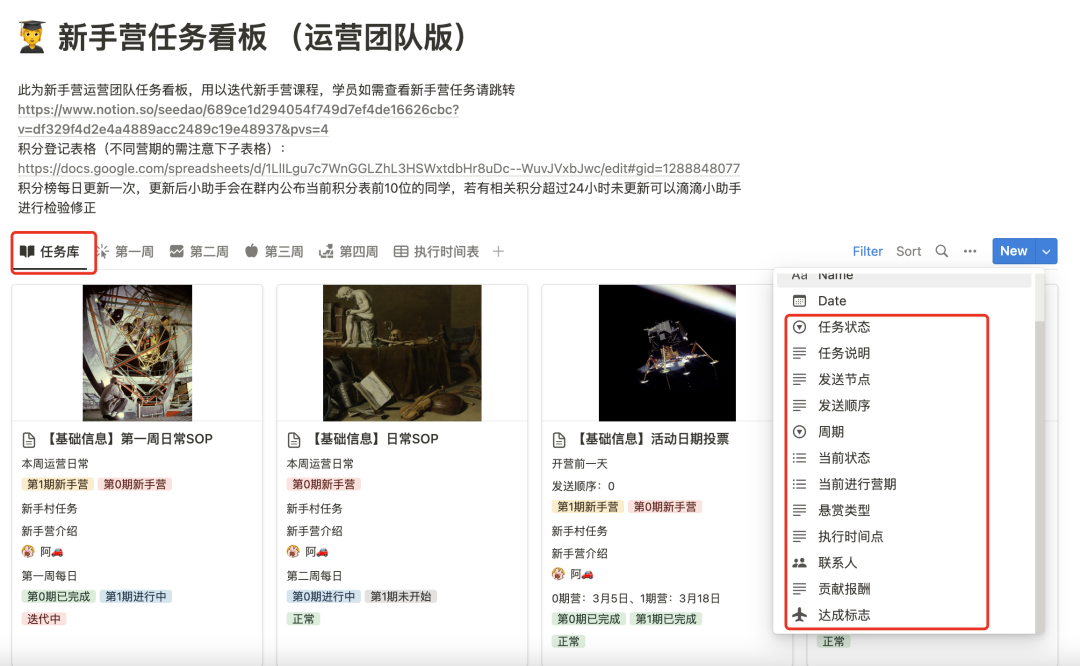 新手营任务看板 （运营团队版）
此为新手营运营团队任务看板，用以迭代新手营课程，学员如需查看新手营任务请跳转
https://www.notion.so/seedao/689ce1d294054f749d7ef4de16626cbc?
v=df329f4d2e4a4889acc2489c19e48937&pvs=4
积分登记表格（不同营期的需注意下子表格）：
https://docs.google.com/spreadsheets/d/1LlILgu7c7WnGGLZhL3HSWxtdbHr8uDc--WuvJVxbJwc/edit#gid=1288848077
积分榜每日更新一次，更新后小助手会在群内公布当前积分表前10位的同学，若有相关积分超过24小时未更新可以滴滴小助手
进行检验修正
任务库 第一周 第二周 第三周 第四周 执行时间表 Filter Sort New
【基础信息】第一周日常SOP
本周运营日常
第1期新手营 第0期新手营
新手村任务
新手营介绍
阿🚗
第一周每日
第0期已完成 第1期进行中
迭代中
【基础信息】日常SOP
本周运营日常
第0期新手营
新手村任务
新手营介绍
阿🚗
第二周每日
第0期进行中 第1期未开始
正常
【基础信息】活动日期投票
开营前一天
发送顺序：0
第1期新手营 第0期新手营
新手村任务
新手营介绍
阿🚗
0期营：3月5日、1期营：3月18日
第0期已完成 第1期已完成
正常
Aa Name
Date
任务状态
任务说明
发送节点
发送顺序
周期
当前状态
当前进行营期
悬赏类型
执行时间点
联系人
贡献报酬
达成标志
正常